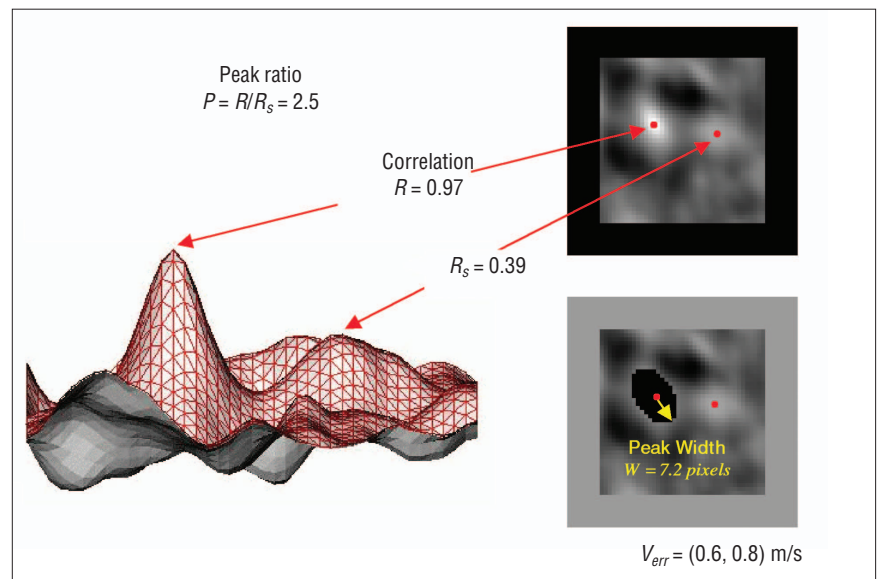 Peak ratio
P = R/Rs = 2.5
Correlation
R = 0.97
Rs = 0.39
Peak Width
W = 7.2 pixels
Verr = (0.6, 0.8) m/s